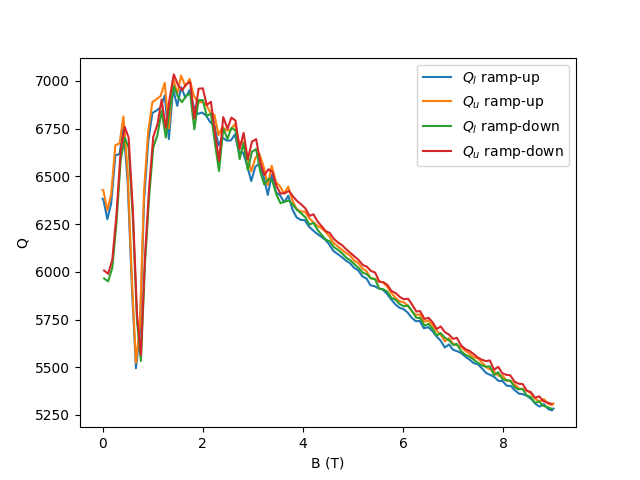 Q_l ramp-up
Q_u ramp-up
Q_l ramp-down
Q_u ramp-down
7000
6750
6500
6250
6000
5750
5500
5250
Q
0 2 4 6 8
B (T)